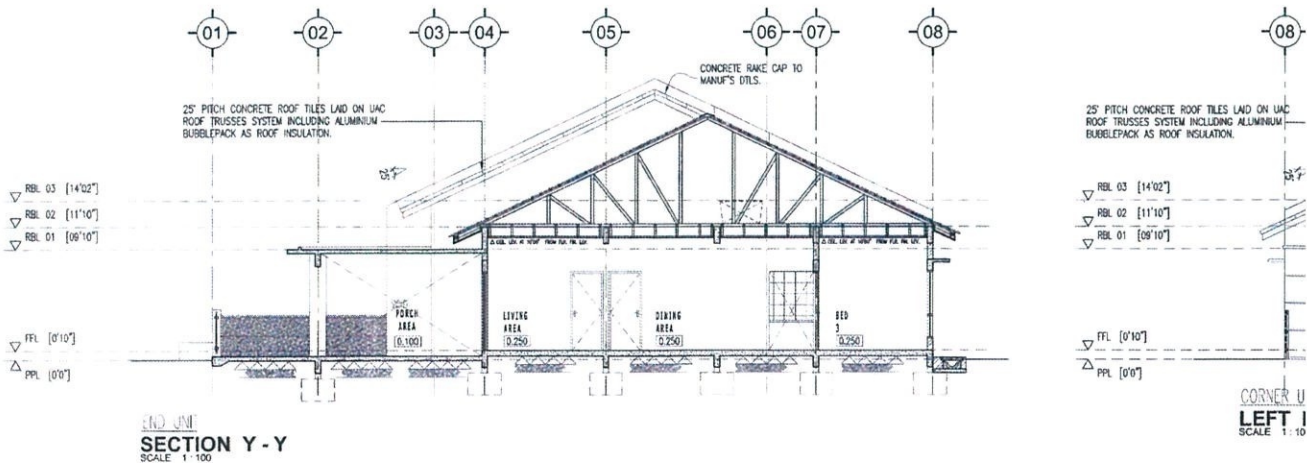 01 02 03 04 05 06 07 08
08
CONCRETE RAKE CAP TO
MANUF'S DTLS.
25° PITCH CONCRETE ROOF TILES LAID ON UAC
ROOF TRUSSES SYSTEM INCLUDING ALUMINIUM
BUBBLEPACK AS ROOF INSULATION.
25° PITCH CONCRETE ROOF TILES LAID ON UAC
ROOF TRUSSES SYSTEM INCLUDING ALUMINIUM
BUBBLEPACK AS ROOF INSULATION.
RBL 03 [14'02"]
RBL 02 [11'10"]
RBL 01 [09'10"]
RBL 03 [14'02"]
RBL 02 [11'10"]
RBL 01 [09'10"]
PORCH
AREA
0.100
LIVING
AREA
0.250
DINING
AREA
0.250
BED
3
0.250
FFL [0'10"]
PPL [0'0"]
FFL [0'10"]
PPL [0'0"]
END UNIT
SECTION Y - Y
SCALE 1 : 100
CORNER U
LEFT
SCALE 1 : 10